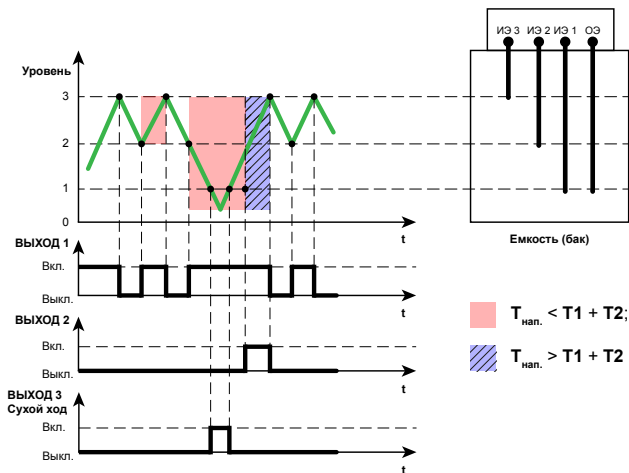 ИЭ 3 ИЭ 2 ИЭ 1 ОЭ
Уровень
3
2
1
0
t
Емкость (бак)
ВЫХОД 1
Вкл.
Выкл.
t
ВЫХОД 2
Вкл.
Выкл.
t
ВЫХОД 3
Сухой ход
Вкл.
Выкл.
t
Tнап. < T1 + T2;
Tнап. > T1 + T2